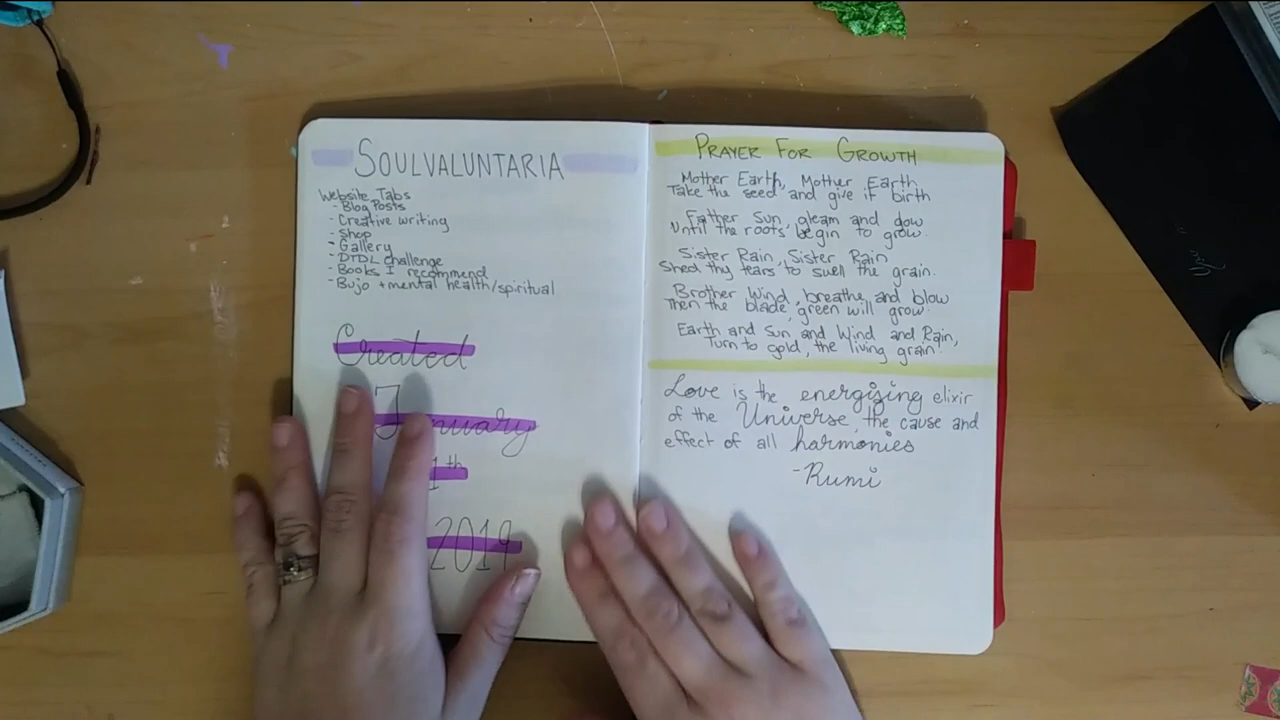 SOULVALUNTARIA
Website Tabs
- Blog Posts
- Creative writing
- Shop
- Gallery
- DTDL challenge
- Books I recommend
- Bujo + mental health/spiritual
Created
J nuary
1th
2019
PRAYER FOR GROWTH
Mother Earth, Mother Earth
Take the seed and give it birth
Father Sun, gleam and dow
Until the roots begin to grow.
Sister Rain, Sister Rain
Shed thy tears to swell the grain.
Brother Wind, breathe and blow
Then the blade, green will grow
Earth and Sun, and Wind and Rain,
Turn to gold, the living grain!
Love is the energizing elixir
of the Universe, the cause and
effect of all harmonies
-Rumi